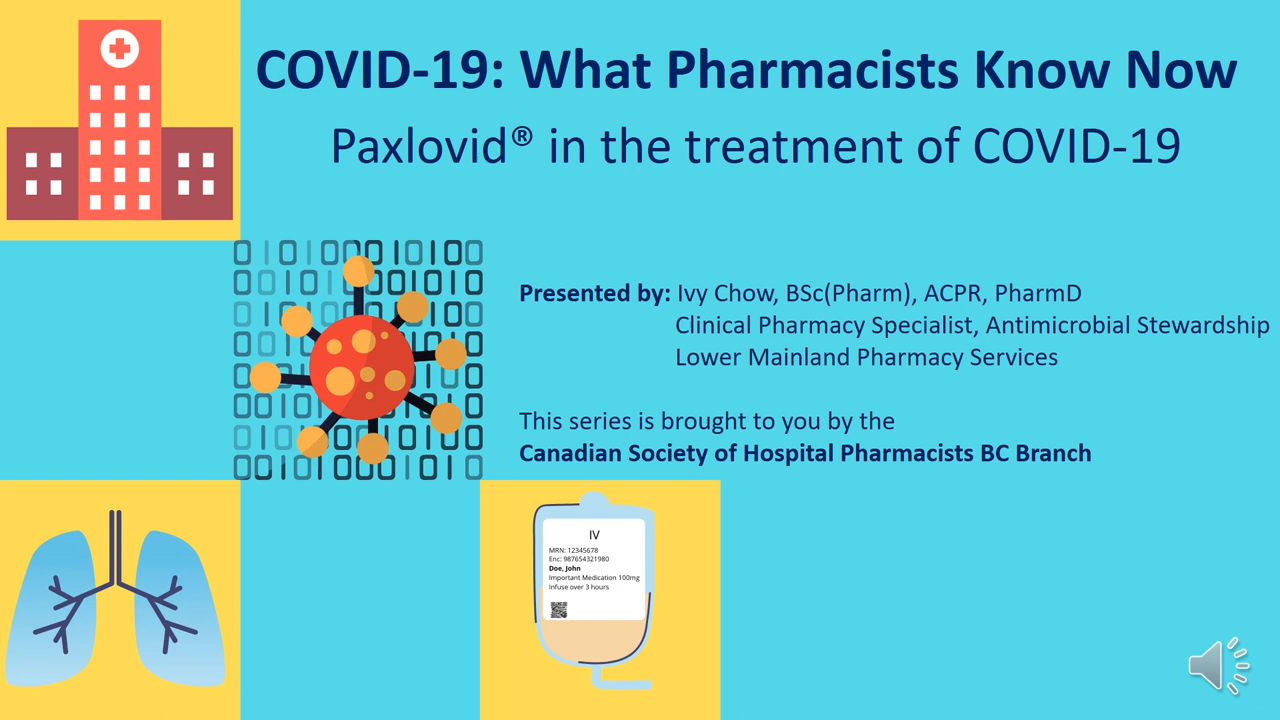 COVID-19: What Pharmacists Know Now
Paxlovid® in the treatment of COVID-19
Presented by: Ivy Chow, BSc(Pharm), ACPR, PharmD
Clinical Pharmacy Specialist, Antimicrobial Stewardship
Lower Mainland Pharmacy Services
This series is brought to you by the
Canadian Society of Hospital Pharmacists BC Branch
IV
MRN: 12345678
Enc: 987654321980
Doe, John
Important Medication 100mg
Infuse over 3 hours